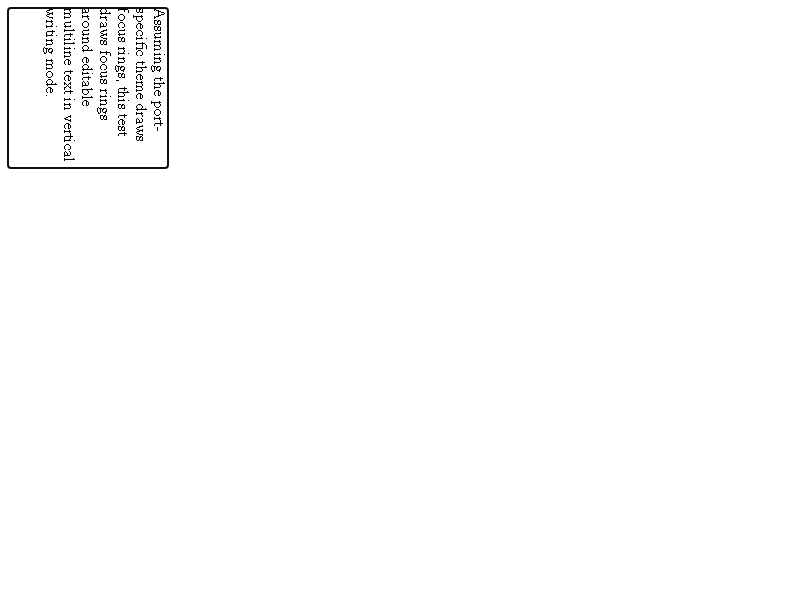 Assuming the port-
specific theme draws
focus rings, this test
draws focus rings
around editable
multiline text in vertical
writing mode.